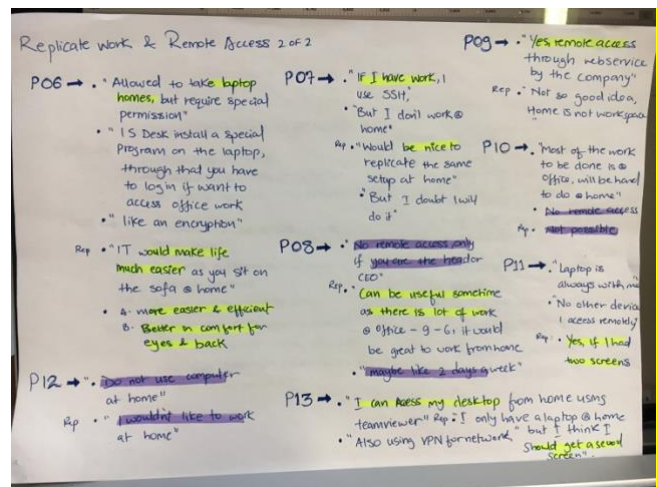 Replicate work & Remote Access 2 of 2
P06 → • "Allowed to take laptop
homes, but require special
permission"
• "IS Desk install a special
Program on the laptop,
through that you have
to login if want to
access office work
• "like an encryption"
Rep • "IT would make life
much easier as you sit on
the sofa @ home"
• A. more easier & efficient
B. Better in comfort for
eyes & back
P07 → • "If I have work, I
use SSH,
• "But I don't work @
home"
Rep • "Would be nice to
replicate the same
setup at home"
• "But I doubt I will
do it"
P08 → • "No remote access only
if you are the head or
CEO"
Rep. • "Can be useful sometime
as there is lot of work
@ office - 9 - 6, it would
be great to work from home
• "maybe like 2 days a week"
P09 → • "Yes remote access
through webservice
by the company"
Rep • "Not so good idea,
Home is not workspace
P10 → • "Most of the work
to be done is @
office, will be hard
to do @ home"
• No remote access
Rep. • Not possible
P11 → • "Laptop is
always with me
• "No other device
I access remotely
Rep • Yes, if I had
two screens
P12 → • "Do not use computer
at home"
Rep • "I wouldn't like to work
at home"
P13 → • "I can access my desktop from home using
teamviewer" Rep • I only have a laptop @ home
• "Also using VPN for network" but I think I
Should get a second
screen".